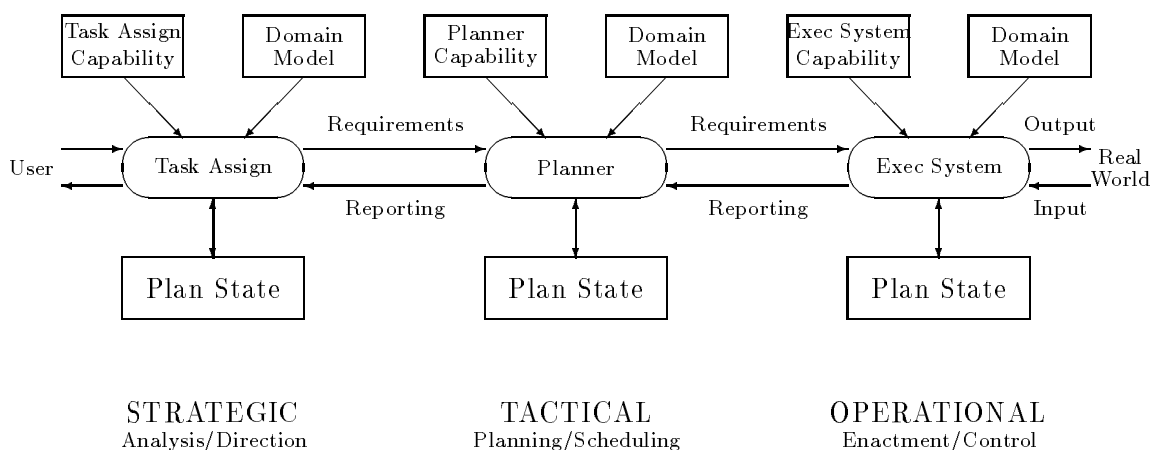 Task Assign
Capability
Domain
Model
Planner
Capability
Domain
Model
Exec System
Capability
Domain
Model
Requirements
Requirements
Output
User
Task Assign
Planner
Exec System
Real
World
Reporting
Reporting
Input
Plan State
Plan State
Plan State
STRATEGIC
Analysis/Direction
TACTICAL
Planning/Scheduling
OPERATIONAL
Enactment/Control